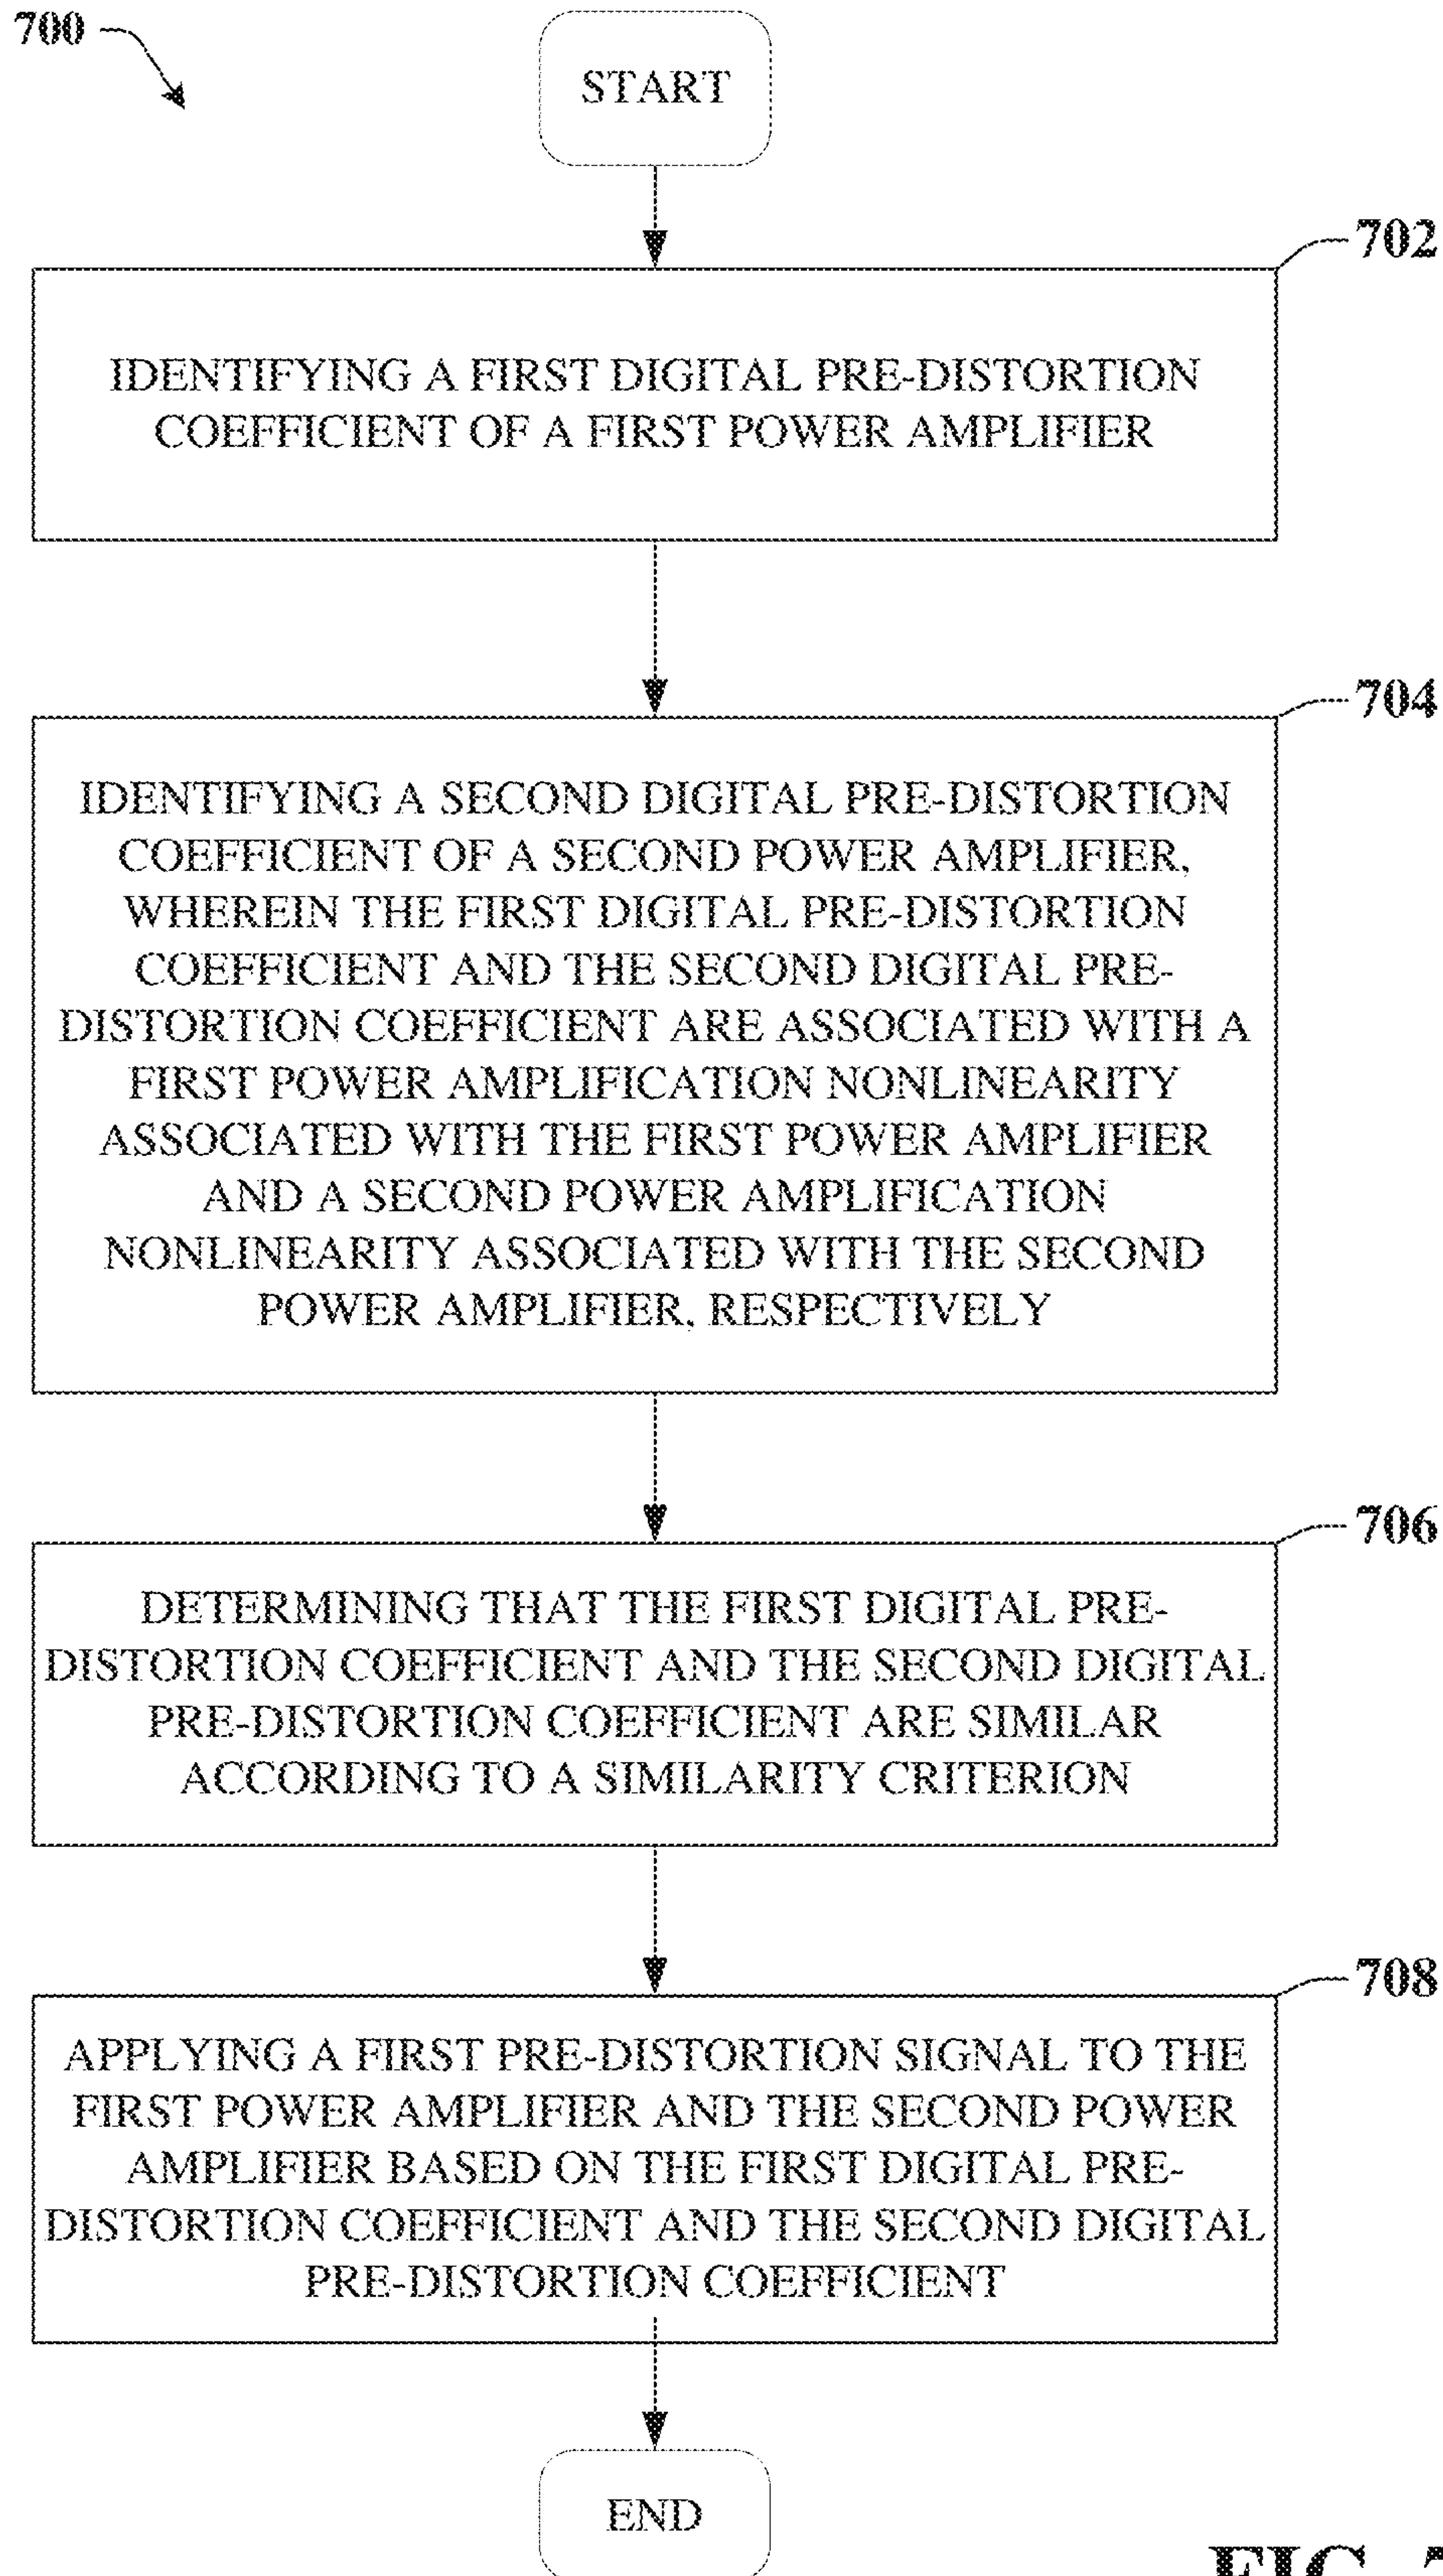 700
START
702
IDENTIFYING A FIRST DIGITAL PRE-DISTORTION
COEFFICIENT OF A FIRST POWER AMPLIFIER
704
IDENTIFYING A SECOND DIGITAL PRE-DISTORTION
COEFFICIENT OF A SECOND POWER AMPLIFIER,
WHEREIN THE FIRST DIGITAL PRE-DISTORTION
COEFFICIENT AND THE SECOND DIGITAL PRE-
DISTORTION COEFFICIENT ARE ASSOCIATED WITH A
FIRST POWER AMPLIFICATION NONLINEARITY
ASSOCIATED WITH THE FIRST POWER AMPLIFIER
AND A SECOND POWER AMPLIFICATION
NONLINEARITY ASSOCIATED WITH THE SECOND
POWER AMPLIFIER, RESPECTIVELY
706
DETERMINING THAT THE FIRST DIGITAL PRE-
DISTORTION COEFFICIENT AND THE SECOND DIGITAL
PRE-DISTORTION COEFFICIENT ARE SIMILAR
ACCORDING TO A SIMILARITY CRITERION
708
APPLYING A FIRST PRE-DISTORTION SIGNAL TO THE
FIRST POWER AMPLIFIER AND THE SECOND POWER
AMPLIFIER BASED ON THE FIRST DIGITAL PRE-
DISTORTION COEFFICIENT AND THE SECOND DIGITAL
PRE-DISTORTION COEFFICIENT
END
FIG. 7